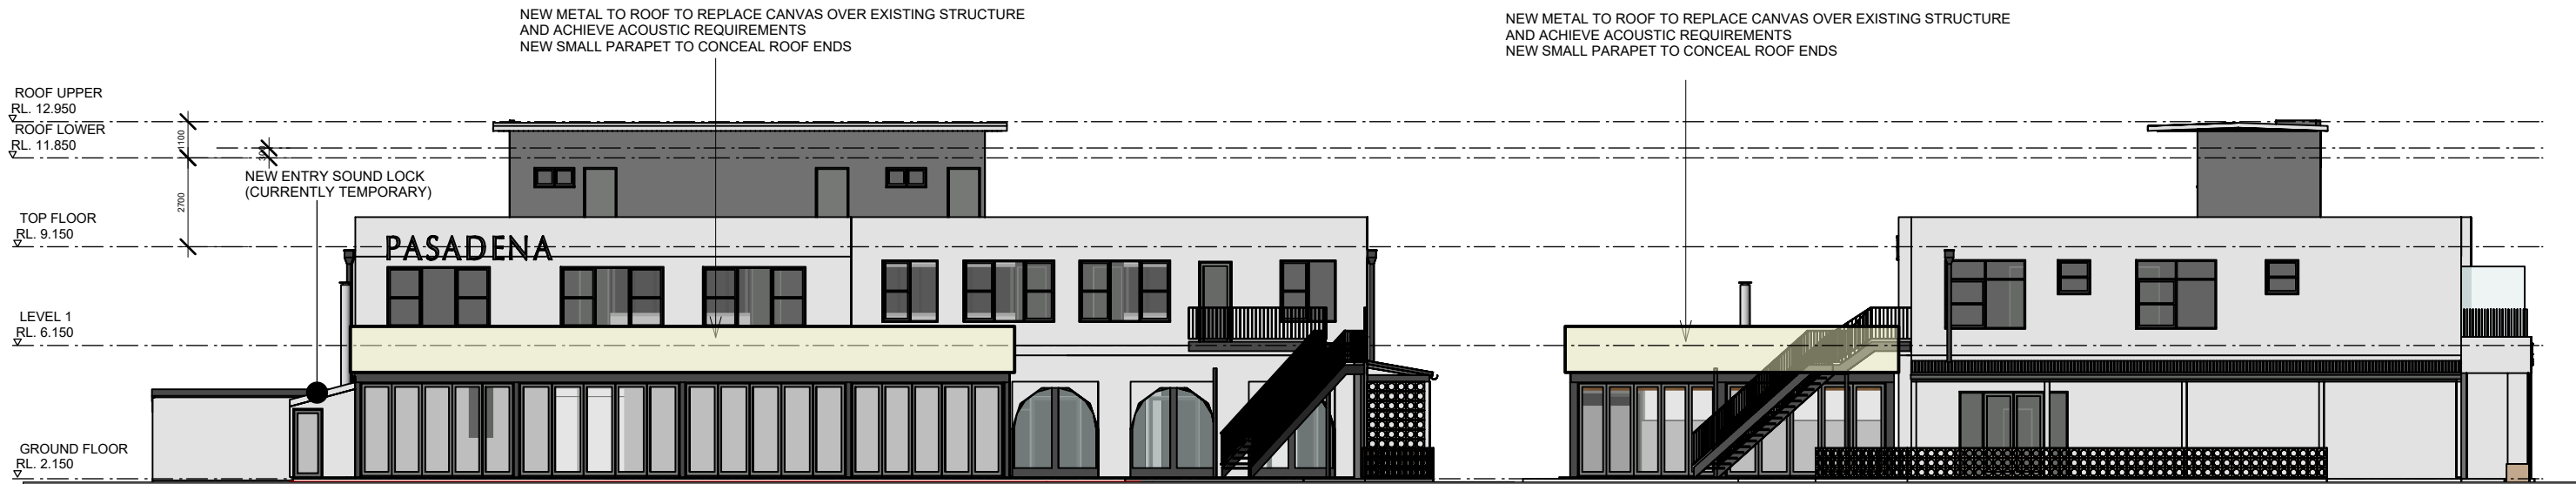 NEW METAL TO ROOF TO REPLACE CANVAS OVER EXISTING STRUCTURE
AND ACHIEVE ACOUSTIC REQUIREMENTS
NEW SMALL PARAPET TO CONCEAL ROOF ENDS
NEW METAL TO ROOF TO REPLACE CANVAS OVER EXISTING STRUCTURE
AND ACHIEVE ACOUSTIC REQUIREMENTS
NEW SMALL PARAPET TO CONCEAL ROOF ENDS
ROOF UPPER
RL. 12.950
ROOF LOWER
RL. 11.850
1100
NEW ENTRY SOUND LOCK
(CURRENTLY TEMPORARY)
2700
TOP FLOOR
RL. 9.150
PASADENA
LEVEL 1
RL. 6.150
GROUND FLOOR
RL. 2.150